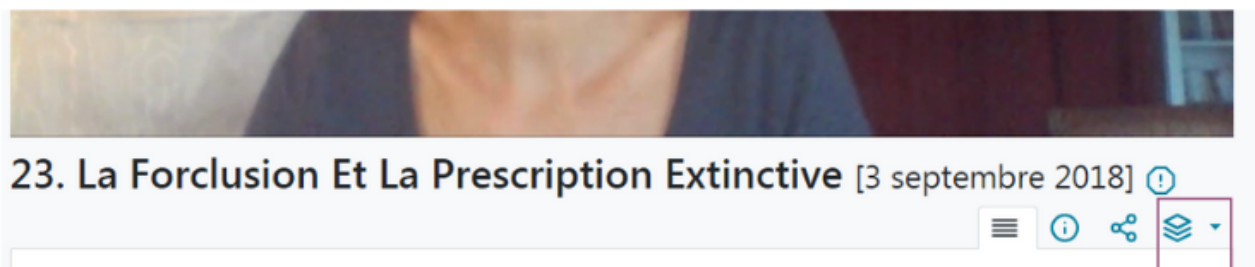 23. La Forclusion Et La Prescription Extinctive [3 septembre 2018]